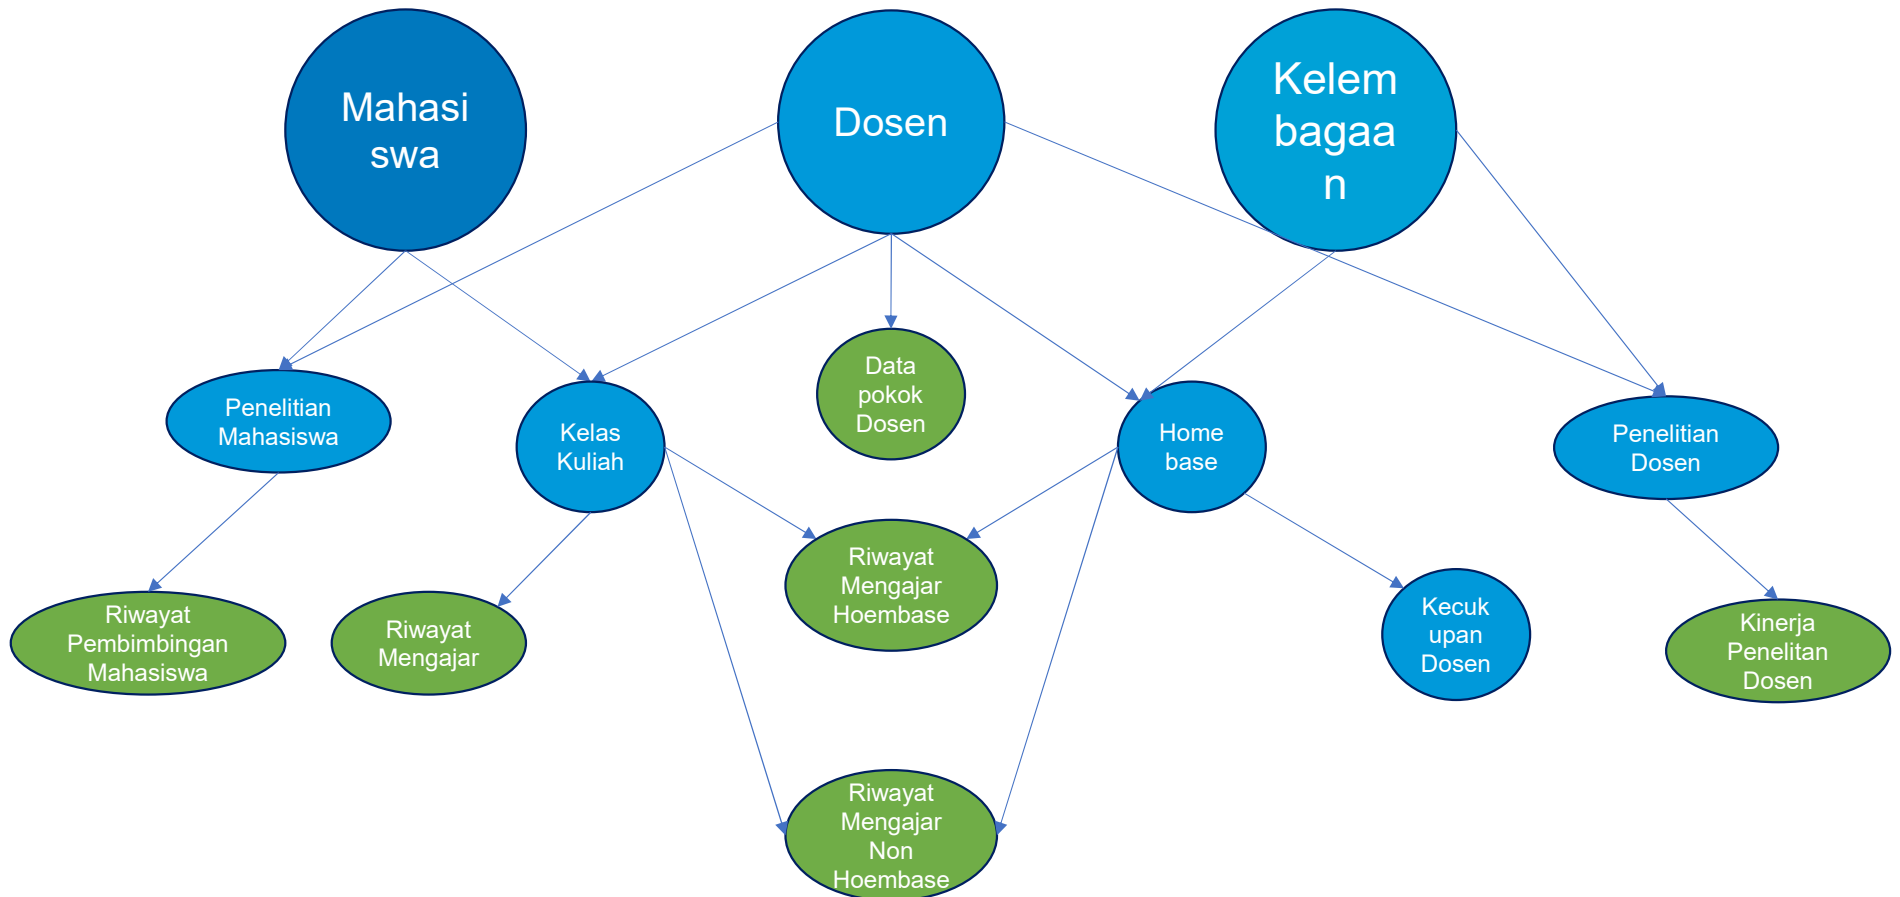 Mahasi
swa
Dosen
Kelem
bagaa
n
Penelitian
Mahasiswa
Kelas
Kuliah
Data
pokok
Dosen
Home
base
Penelitian
Dosen
Riwayat
Pembimbingan
Mahasiswa
Riwayat
Mengajar
Riwayat
Mengajar
Hoembase
Kecuk
upan
Dosen
Kinerja
Penelitan
Dosen
Riwayat
Mengajar
Non
Hoembase